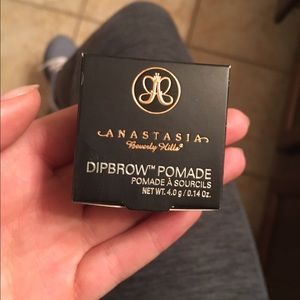 ANASTASIA
Beverly Hills®
DIPBROW™ POMADE
POMADE À SOURCILS
NET WT. 4.0 g / 0.14 Oz.